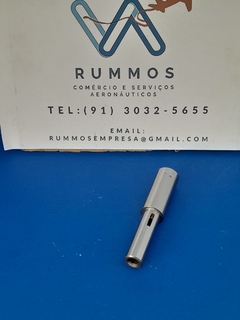 RUMMOS
COMÉRCIO E SERVIÇOS
AERONÁUTICOS
TEL:(91) 3032-5655
EMAIL:
RUMMOSEMPRESA@GMAIL.COM